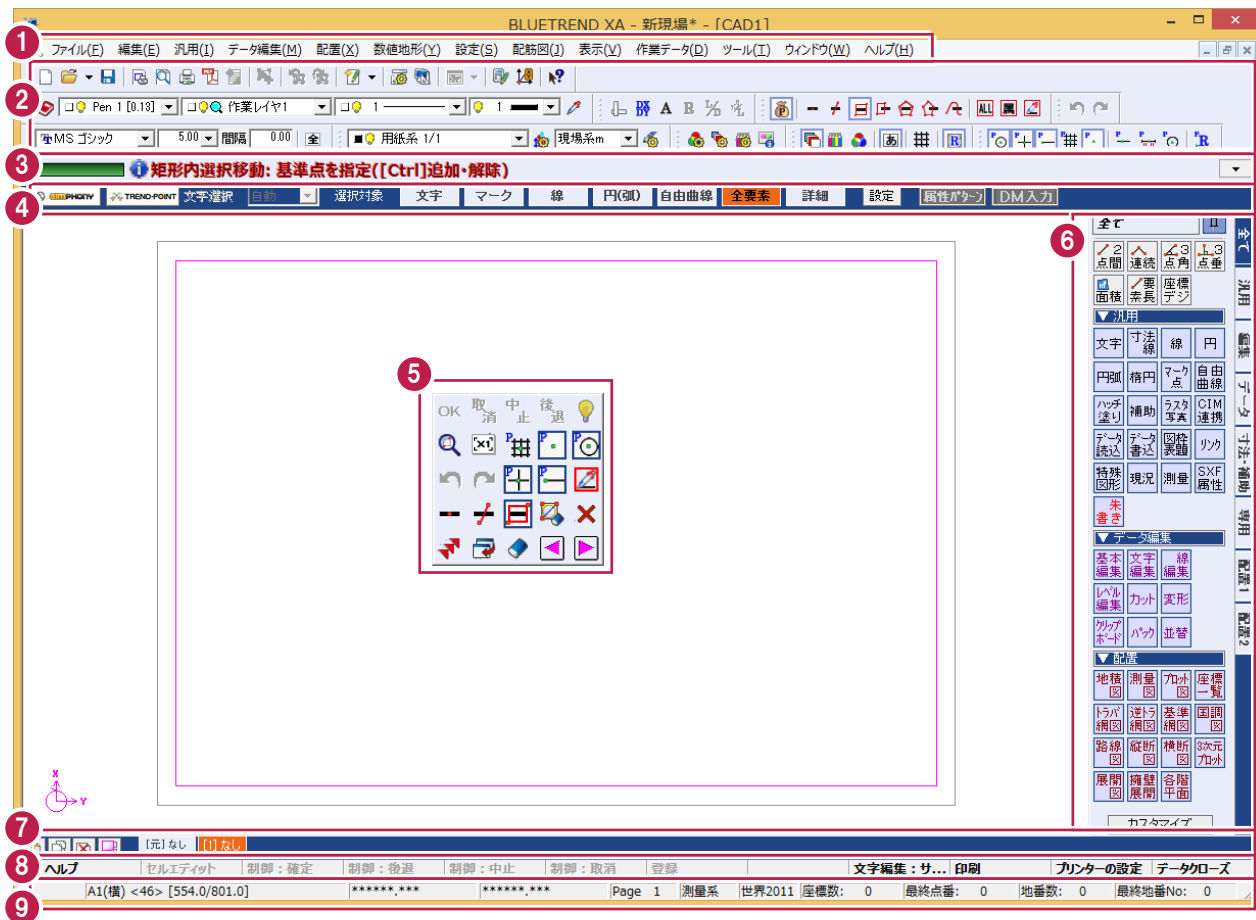 BLUETREND XA - 新現場* - [CAD1]
1
ファイル(F) 編集(E) 汎用(I) データ編集(M) 配置(X) 数値地形(Y) 設定(S) 配筋図(J) 表示(V) 作業データ(D) ツール(T) ウィンドウ(W) ヘルプ(H)
2
Pen 1 [0.13] 作業レイヤ1 1 1 A R ALL
MS ゴシック 5.00 間隔 0.00 全 用紙系 1/1 現場系m あ R
3
矩形内選択移動: 基準点を指定([Ctrl]追加・解除)
4
TREND-POINT 文字選択 自動 選択対象 文字 マーク 線 円(弧) 自由曲線 全要素 詳細 設定 属性パターン DM入力
5
OK 取消 中止 後退
×1 P P P
P P
6
全て
2点間 連続 3点角 3点垂
面積 要素長 座標デジ
▼汎用
文字 寸法線 線 円
円弧 楕円 マーク点 自由曲線
ハッチ塗り 補助 ラスタ写真 CIM連携
データ読込 データ書込 図枠表題 リンク
特殊図形 現況 測量 SXF属性
朱書き
▼データ編集
基本編集 文字編集 線編集
レベル編集 カット 変形
クリップボード パック 並替
▼配置
地積図 測量図 プロット図 座標一覧
トラバ網図 逆トラ網図 基準網図 国調図
路線図 縦断図 横断図 3次元プロット
展開図 擁壁展開 各階平面
カスタマイズ
全て
汎用
編集
データ
寸法・補助
専用
配置1
配置2
X
Y
7
[元]なし [1]なし
8
ヘルプ セルエディット 制御：確定 制御：後退 制御：中止 制御：取消 登録 文字編集：サ... 印刷 プリンターの設定 データクローズ
9
A1(横) <46> [554.0/801.0] ******.*** ******.*** Page 1 測量系 世界2011 座標数: 0 最終点番: 0 地番数: 0 最終地番No: 0